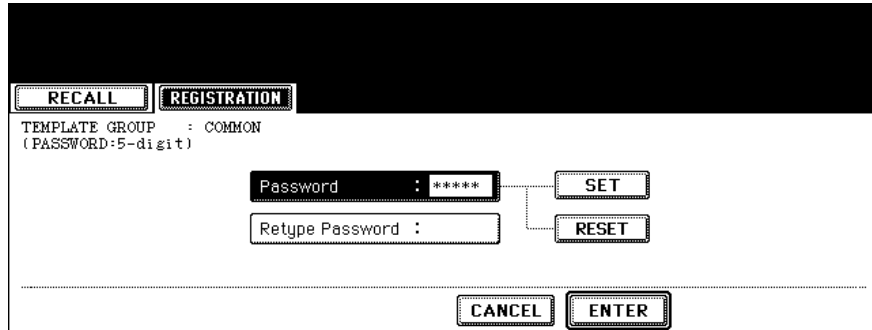 RECALL REGISTRATION
TEMPLATE GROUP : COMMON
(PASSWORD:5-digit)
Password : ***** SET
Retype Password : RESET
CANCEL ENTER